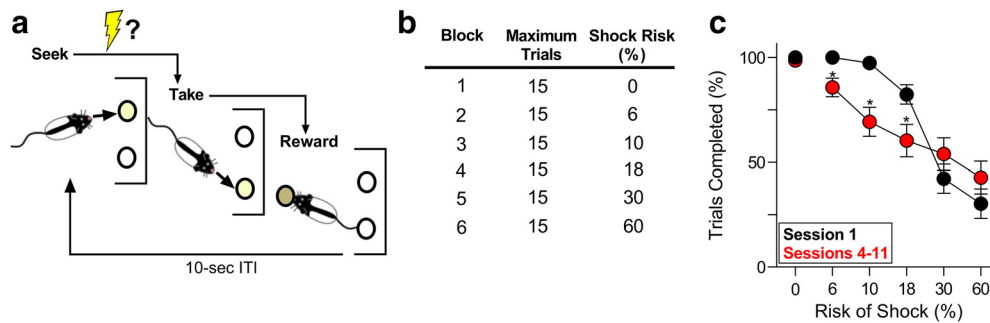 a
?
Seek
Take
Reward
10-sec ITI
b
Block Maximum Trials Shock Risk (%)
1 15 0
2 15 6
3 15 10
4 15 18
5 15 30
6 15 60
c
Trials Completed (%)
100
50
0
*
*
*
Session 1
Sessions 4-11
0 6 10 18 30 60
Risk of Shock (%)